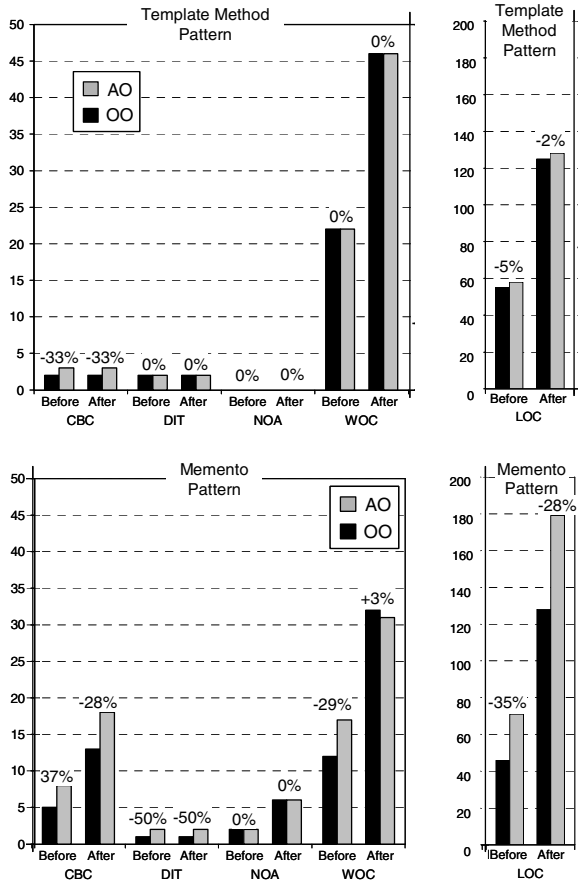 Template Method
Pattern
50
45
40
35
30
25
20
15
10
5
0
AO
OO
-33%
-33%
0%
0%
0%
0%
0%
0%
Before After
Before After
Before After
Before After
CBC
DIT
NOA
WOC
Template
Method
Pattern
200
180
160
140
120
100
80
60
40
20
0
-5%
-2%
Before After
LOC
Memento
Pattern
50
45
40
35
30
25
20
15
10
5
0
AO
OO
37%
-28%
-50%
-50%
0%
0%
-29%
+3%
Before After
Before After
Before After
Before After
CBC
DIT
NOA
WOC
Memento
Pattern
200
180
160
140
120
100
80
60
40
20
0
-35%
-28%
Before After
LOC